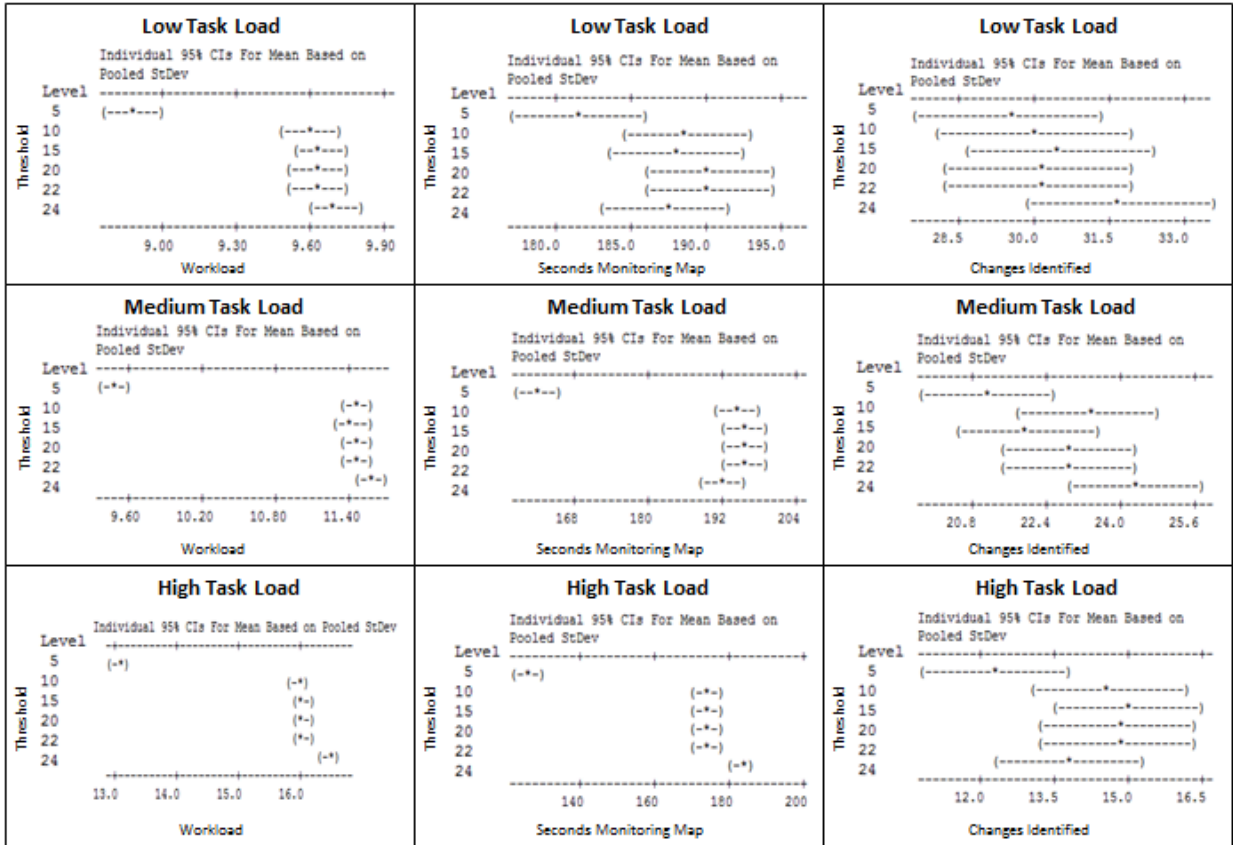 Low Task Load
Individual 95% CIs For Mean Based on
Pooled StDev
Level ---------+---------+---------+---------+--
5 (---*---)
10 (---*---)
15 (--*---)
20 (---*---)
22 (---*---)
24 (--*---)
---------+---------+---------+---------+--
9.00 9.30 9.60 9.90
Threshold
Workload
Low Task Load
Individual 95% CIs For Mean Based on
Pooled StDev
Level ------+---------+---------+---------+---
5 (--------*--------)
10 (-------*--------)
15 (--------*--------)
20 (-------*--------)
22 (-------*--------)
24 (--------*-------)
------+---------+---------+---------+---
180.0 185.0 190.0 195.0
Threshold
Seconds Monitoring Map
Low Task Load
Individual 95% CIs For Mean Based on
Pooled StDev
Level ------+---------+---------+---------+---
5 (------------*-----------)
10 (------------*------------)
15 (-----------*------------)
20 (------------*-----------)
22 (------------*-----------)
24 (-----------*------------)
------+---------+---------+---------+---
28.5 30.0 31.5 33.0
Threshold
Changes Identified
Medium Task Load
Individual 95% CIs For Mean Based on
Pooled StDev
Level ----+---------+---------+---------+-----
5 (-*-)
10 (-*-)
15 (-*--)
20 (-*-)
22 (-*-)
24 (-*-)
----+---------+---------+---------+-----
9.60 10.20 10.80 11.40
Threshold
Workload
Medium Task Load
Individual 95% CIs For Mean Based on
Pooled StDev
Level --------+---------+---------+---------+-
5 (--*--)
10 (--*--)
15 (-*--)
20 (-*--)
22 (-*--)
24 (--*--)
--------+---------+---------+---------+-
168 180 192 204
Threshold
Seconds Monitoring Map
Medium Task Load
Individual 95% CIs For Mean Based on
Pooled StDev
Level -------+---------+---------+---------+--
5 (--------*--------)
10 (---------*--------)
15 (--------*---------)
20 (--------*--------)
22 (--------*--------)
24 (--------*--------)
-------+---------+---------+---------+--
20.8 22.4 24.0 25.6
Threshold
Changes Identified
High Task Load
Individual 95% CIs For Mean Based on Pooled StDev
Level -+---------+---------+---------+--------
5 (-*)
10 (-*)
15 (*-)
20 (*-)
22 (*-)
24 (-*)
-+---------+---------+---------+--------
13.0 14.0 15.0 16.0
Threshold
Workload
High Task Load
Individual 95% CIs For Mean Based on
Pooled StDev
Level ---------+---------+---------+---------+
5 (-*-)
10 (-*-)
15 (-*-)
20 (-*-)
22 (-*-)
24 (-*)
---------+---------+---------+---------+
140 160 180 200
Threshold
Seconds Monitoring Map
High Task Load
Individual 95% CIs For Mean Based on
Pooled StDev
Level --------+---------+---------+---------+-
5 (---------*---------)
10 (---------*----------)
15 (---------*---------)
20 (----------*---------)
22 (----------*---------)
24 (---------*---------)
--------+---------+---------+---------+-
12.0 13.5 15.0 16.5
Threshold
Changes Identified